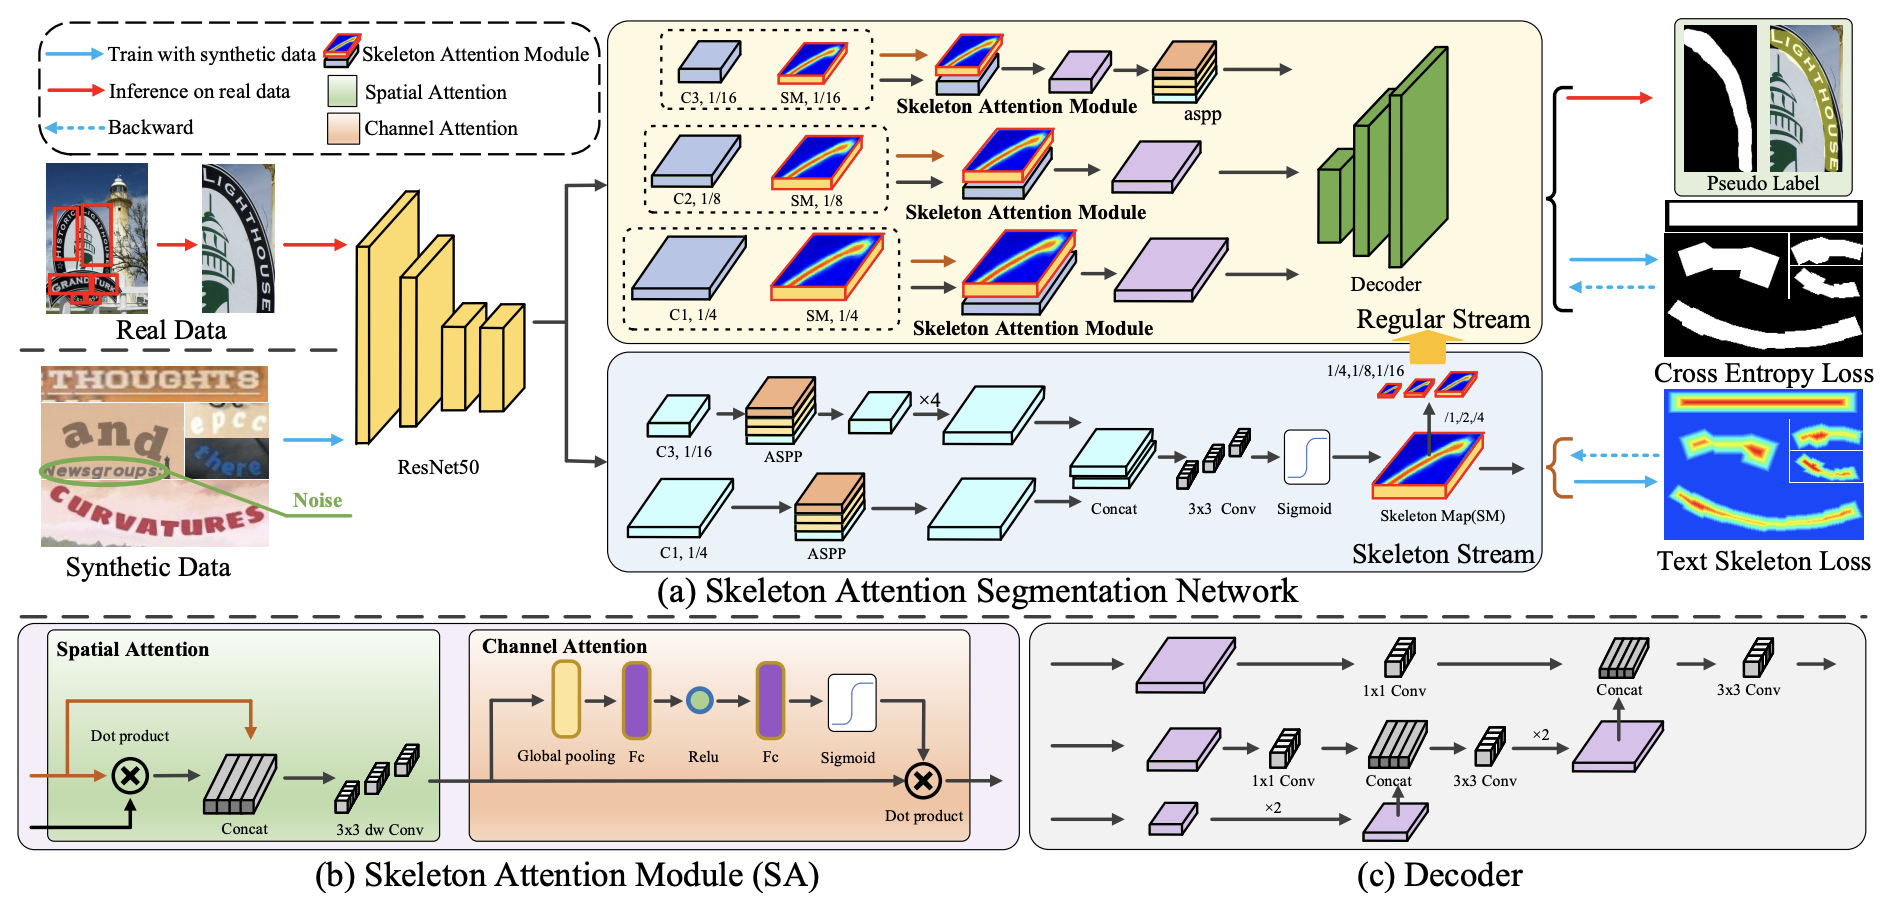 Train with synthetic data
Skeleton Attention Module
Inference on real data
Spatial Attention
Backward
Channel Attention
HISTORIC LIGHTHOUSE
GRAND TURK
LIGHTHOUSE
Real Data
THOUGHTS
and
epcc
there
Newsgroups:
CURVATURES
Noise
Synthetic Data
ResNet50
C3, 1/16
SM, 1/16
Skeleton Attention Module
aspp
C2, 1/8
SM, 1/8
Skeleton Attention Module
C1, 1/4
SM, 1/4
Skeleton Attention Module
Decoder
Regular Stream
C3, 1/16
ASPP
×4
C1, 1/4
ASPP
Concat
3x3 Conv
Sigmoid
1/4,1/8,1/16
/1,/2,/4
Skeleton Map(SM)
Skeleton Stream
LIGHTHOUSE
Pseudo Label
Cross Entropy Loss
Text Skeleton Loss
(a) Skeleton Attention Segmentation Network
Spatial Attention
Dot product
Concat
3x3 dw Conv
Channel Attention
Global pooling
Fc
Relu
Fc
Sigmoid
Dot product
(b) Skeleton Attention Module (SA)
1x1 Conv
Concat
3x3 Conv
1x1 Conv
Concat
3x3 Conv
×2
×2
(c) Decoder